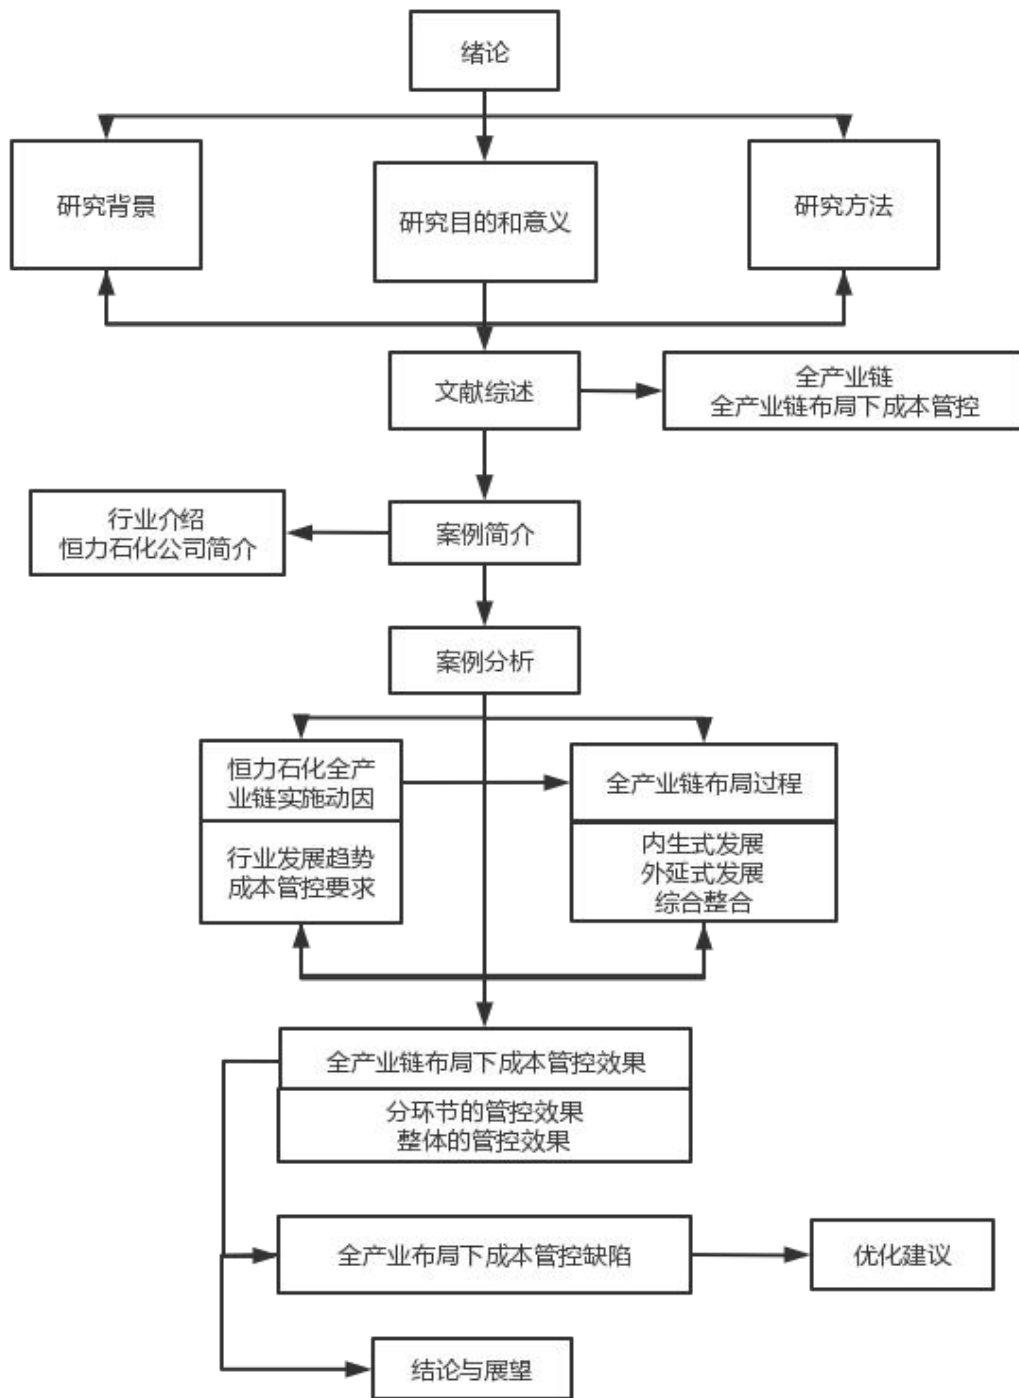 绪论
研究背景
研究目的和意义
研究方法
文献综述
全产业链
全产业链布局下成本管控
行业介绍
恒力石化公司简介
案例简介
案例分析
恒力石化全产
业链实施动因
全产业链布局过程
行业发展趋势
成本管控要求
内生式发展
外延式发展
综合整合
全产业链布局下成本管控效果
分环节的管控效果
整体的管控效果
全产业布局下成本管控缺陷
优化建议
结论与展望